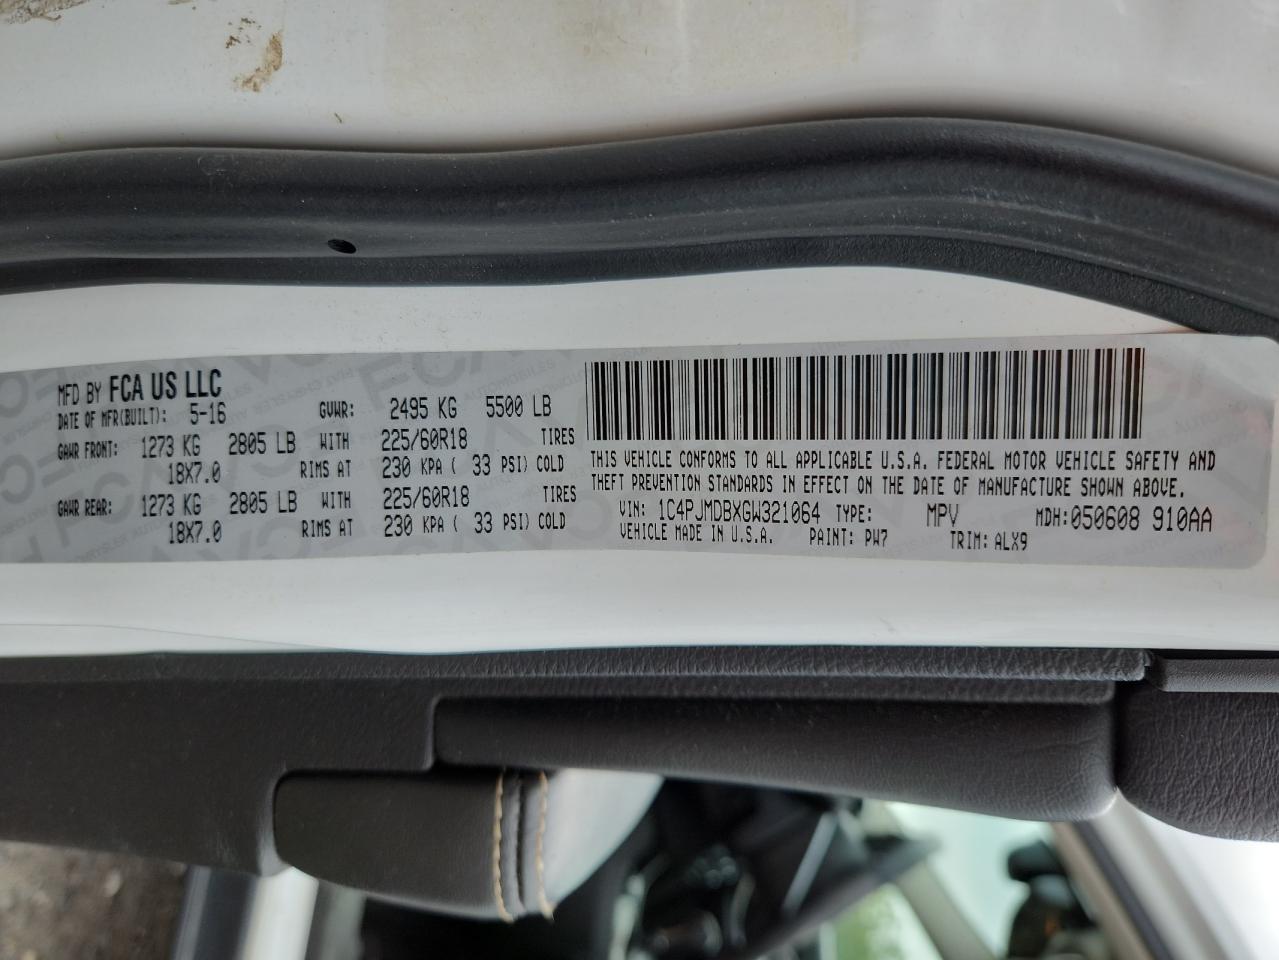 MFD BY FCA US LLC
DATE OF MFR(BUILT): 5-16 GVWR: 2495 KG 5500 LB
GAWR FRONT: 1273 KG 2805 LB WITH 225/60R18 TIRES
18X7.0 RIMS AT 230 KPA ( 33 PSI) COLD
GAWR REAR: 1273 KG 2805 LB WITH 225/60R18 TIRES
18X7.0 RIMS AT 230 KPA ( 33 PSI) COLD
THIS VEHICLE CONFORMS TO ALL APPLICABLE U.S.A. FEDERAL MOTOR VEHICLE SAFETY AND
THEFT PREVENTION STANDARDS IN EFFECT ON THE DATE OF MANUFACTURE SHOWN ABOVE.
VIN: 1C4PJMDBXGW321064 TYPE: MPV MDH: 050608 910AA
VEHICLE MADE IN U.S.A. PAINT: PW7 TRIM: ALX9